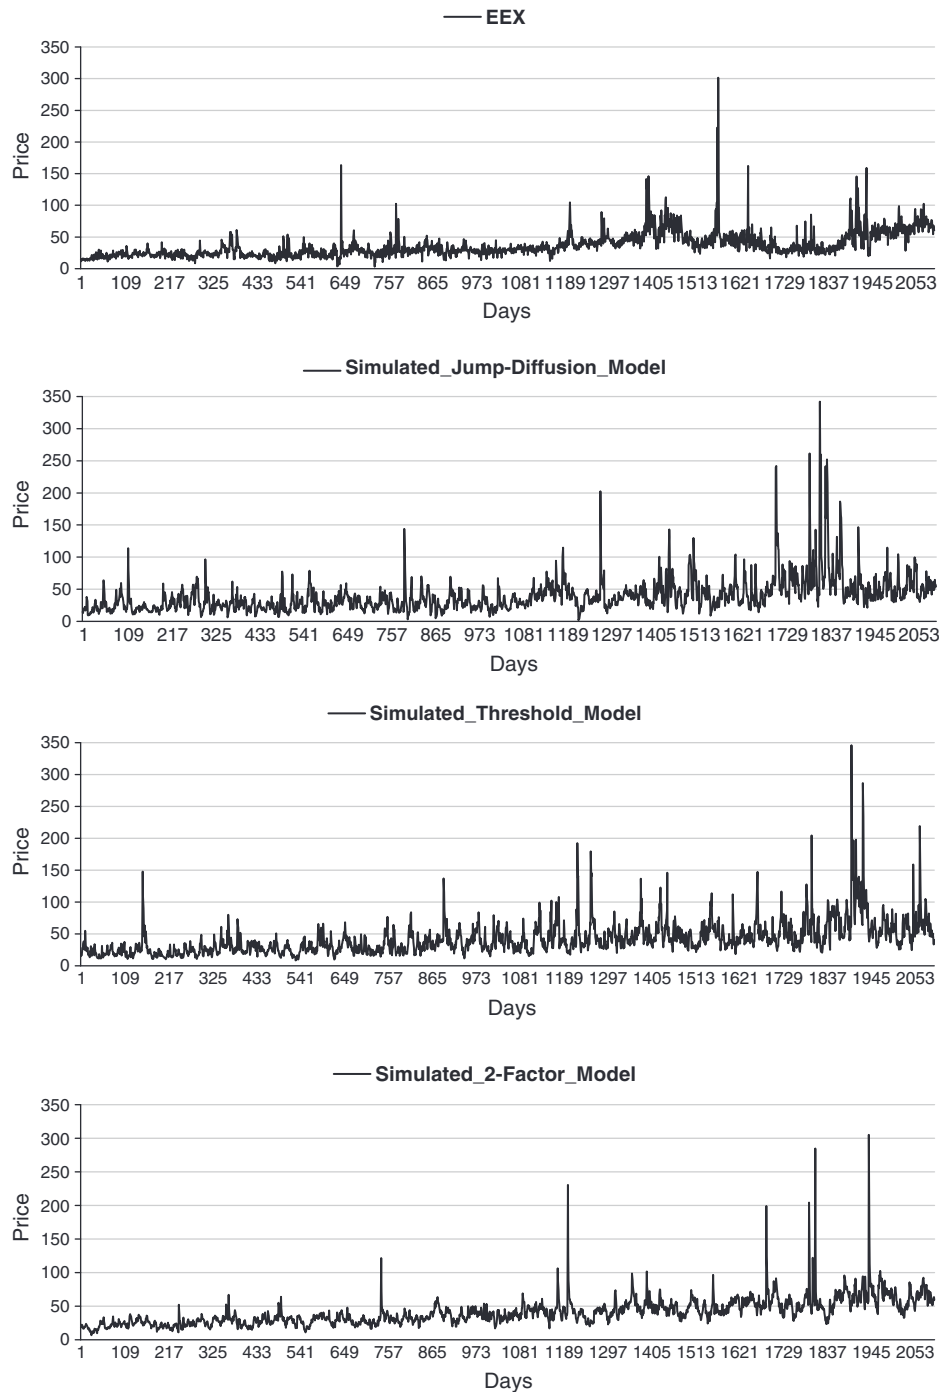 EEX
350
300
250
200
150
100
50
0
Price
1 109 217 325 433 541 649 757 865 973 1081 1189 1297 1405 1513 1621 1729 1837 1945 2053
Days
Simulated_Jump-Diffusion_Model
350
300
250
200
150
100
50
0
Price
1 109 217 325 433 541 649 757 865 973 1081 1189 1297 1405 1513 1621 1729 1837 1945 2053
Days
Simulated_Threshold_Model
350
300
250
200
150
100
50
0
Price
1 109 217 325 433 541 649 757 865 973 1081 1189 1297 1405 1513 1621 1729 1837 1945 2053
Days
Simulated_2-Factor_Model
350
300
250
200
150
100
50
0
Price
1 109 217 325 433 541 649 757 865 973 1081 1189 1297 1405 1513 1621 1729 1837 1945 2053
Days